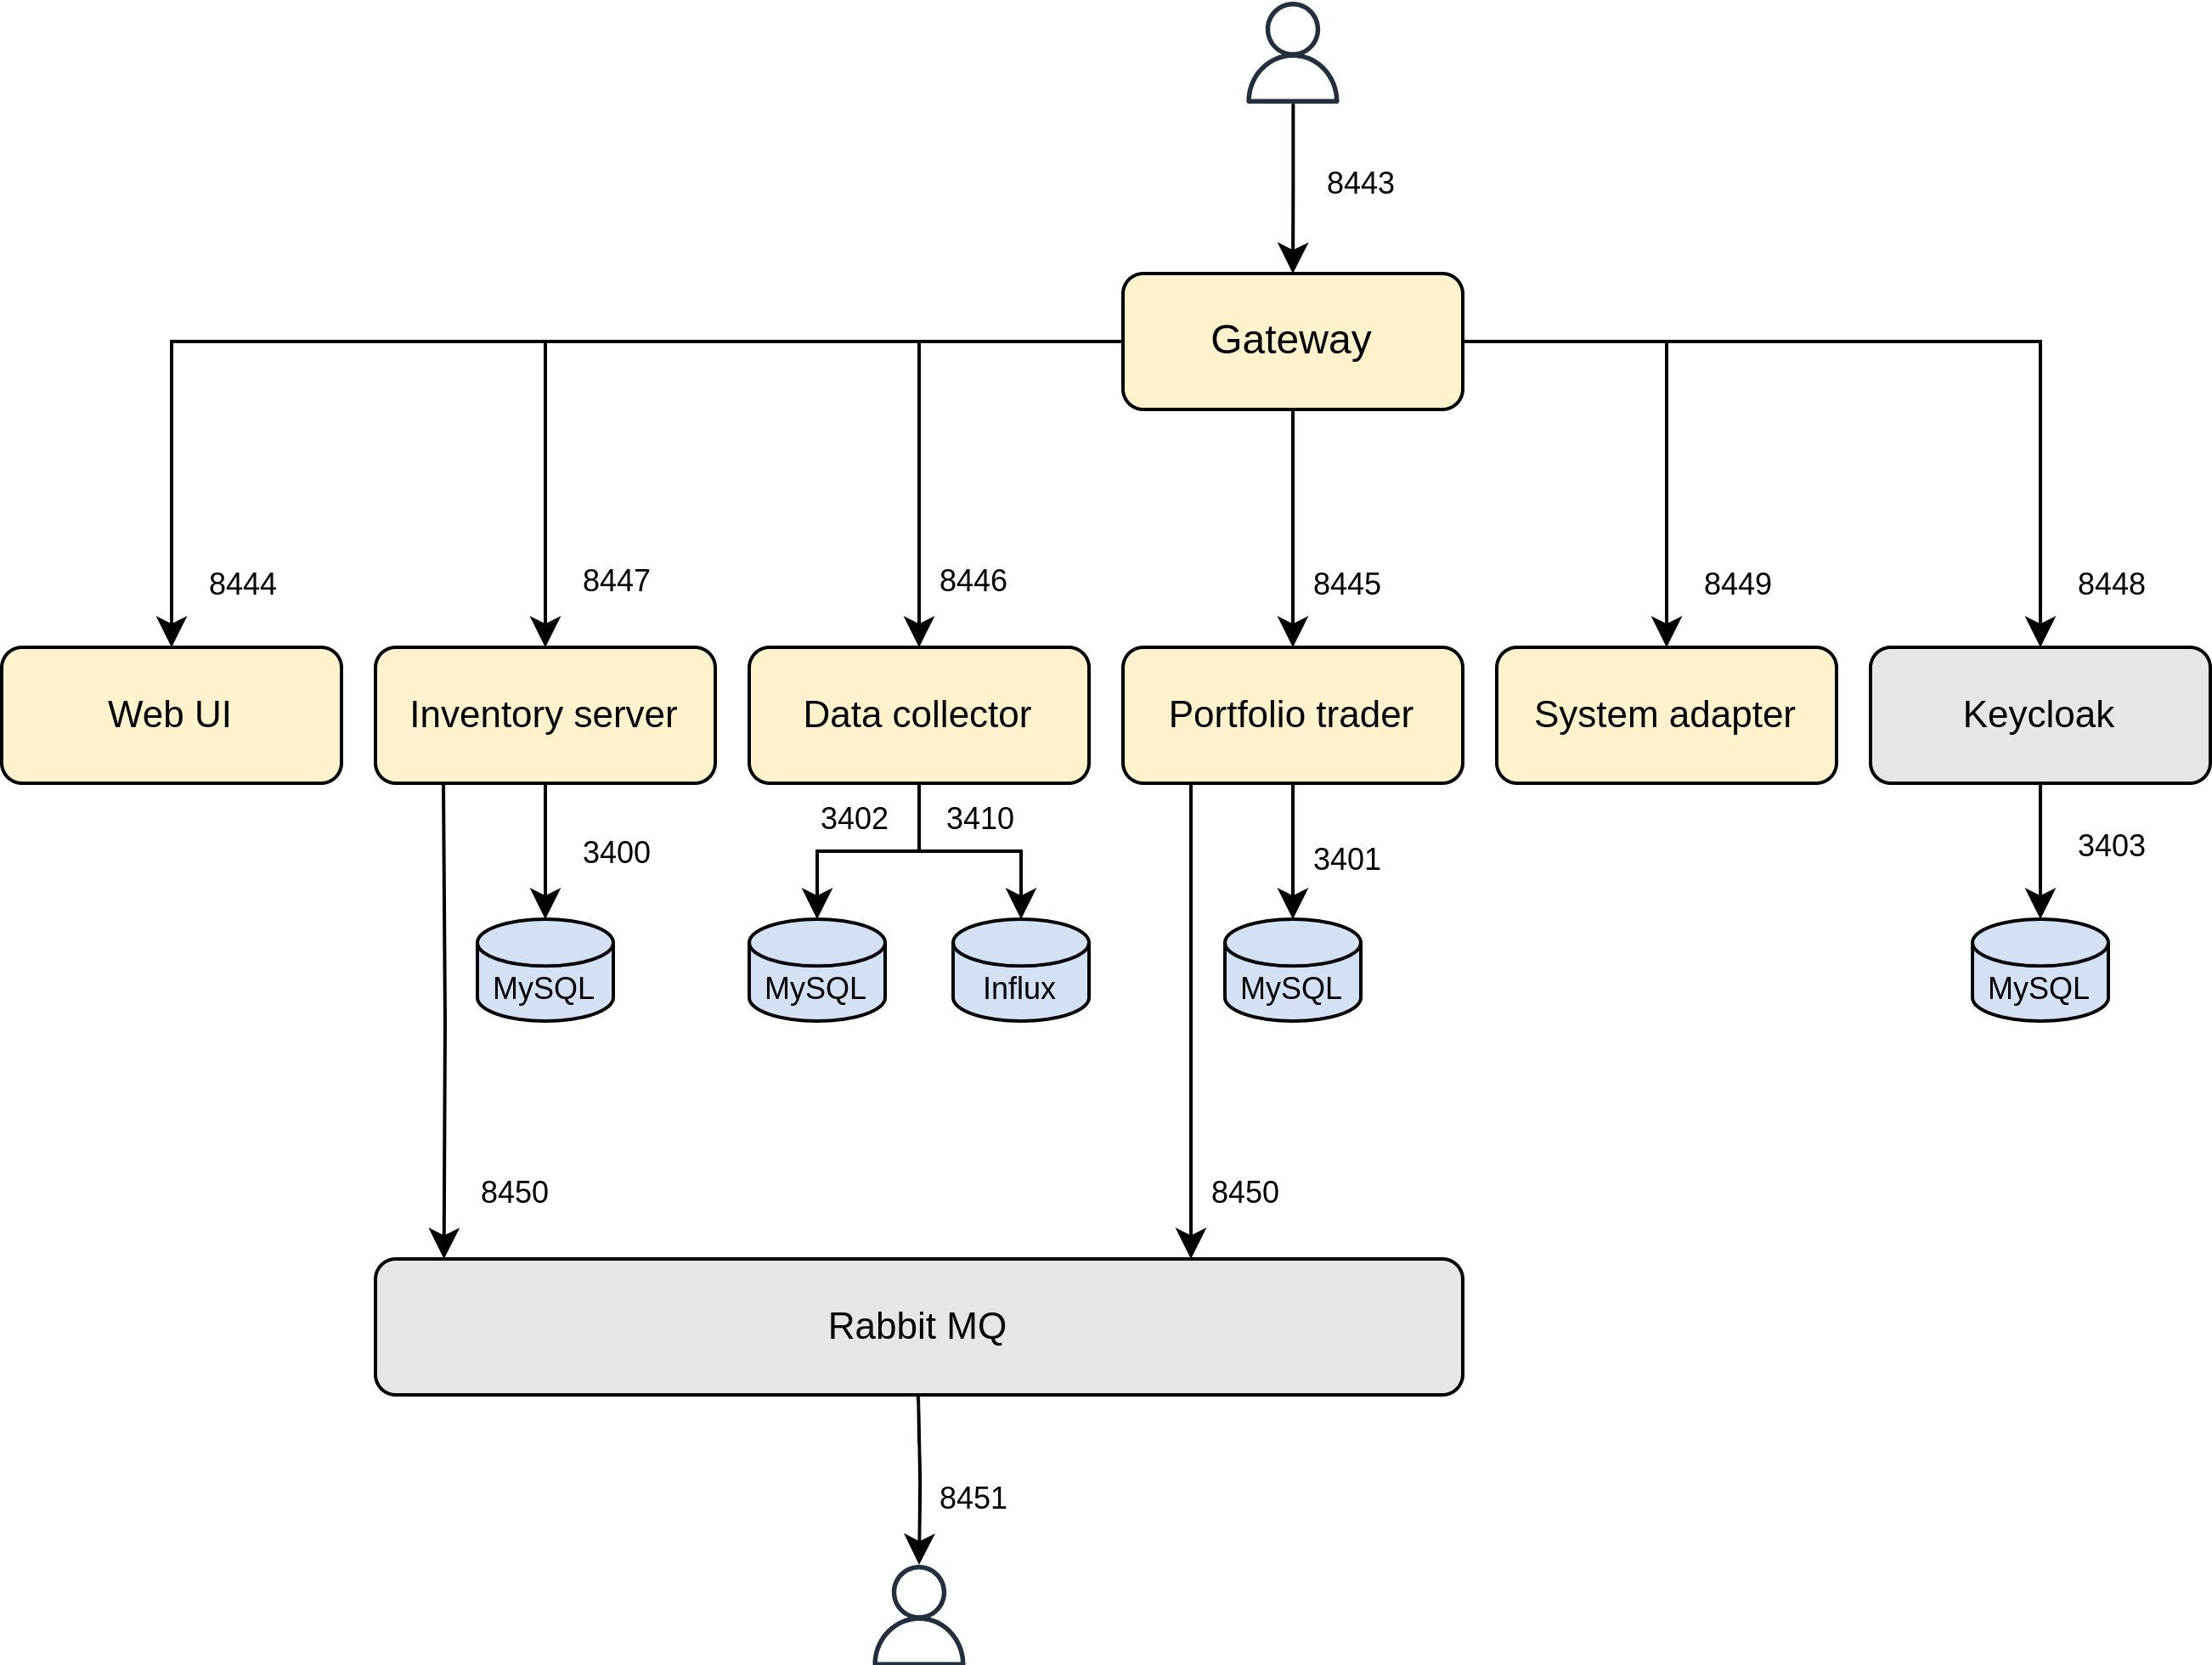 8443
Gateway
8444
8447
8446
8445
8449
8448
Web UI
Inventory server
Data collector
Portfolio trader
System adapter
Keycloak
3400
3402
3410
3401
3403
MySQL
MySQL
Influx
MySQL
MySQL
8450
8450
Rabbit MQ
8451